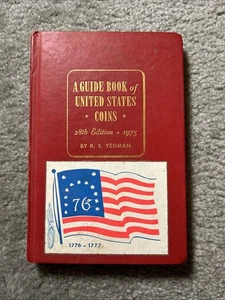 A GUIDE BOOK of
UNITED STATES
• COINS •
28th Edition • 1975
BY R. S. YEOMAN
76
1776 - 1777